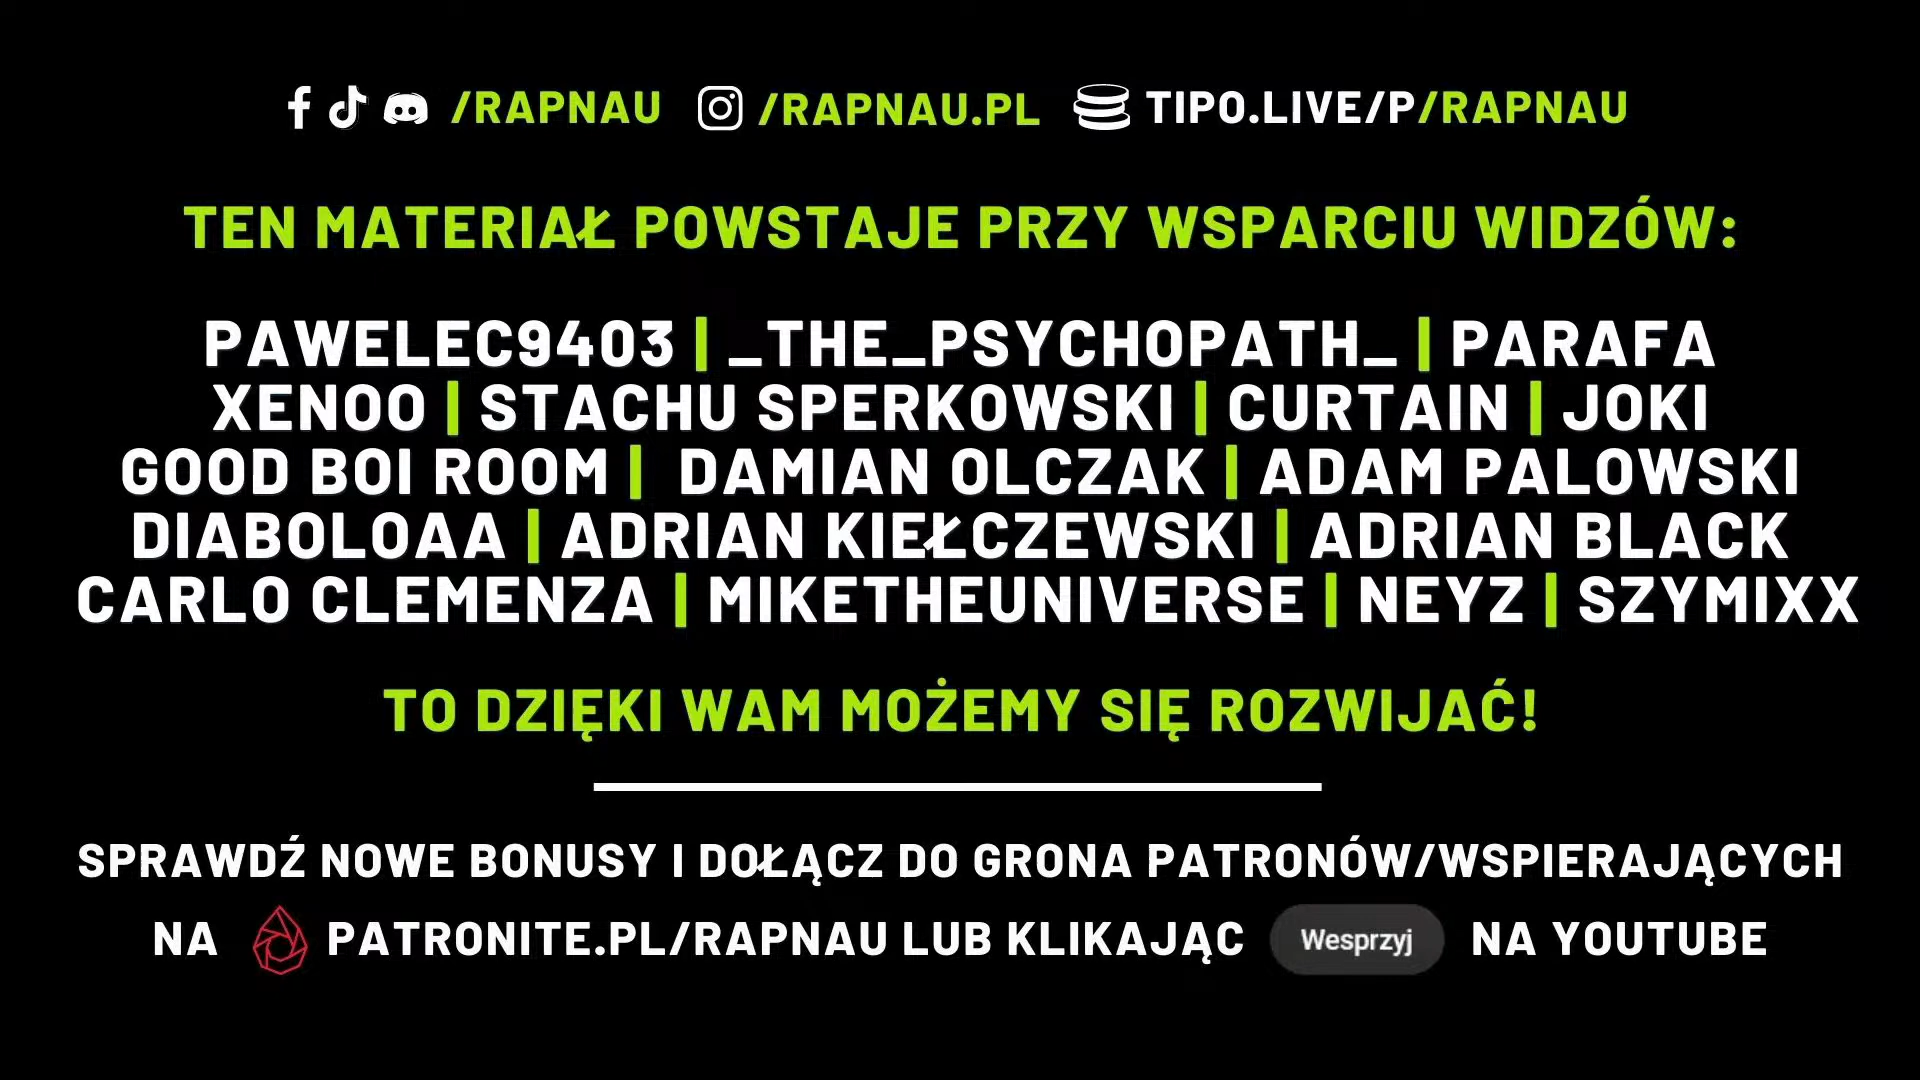 /RAPNAU /RAPNAU.PL TIPO.LIVE/P/RAPNAU
TEN MATERIAŁ POWSTAJE PRZY WSPARCIU WIDZÓW:
PAWELEC9403 | _THE_PSYCHOPATH_ | PARAFA
XENOO | STACHU SPERKOWSKI | CURTAIN | JOKI
GOOD BOI ROOM | DAMIAN OLCZAK | ADAM PALOWSKI
DIABOLOAA | ADRIAN KIEŁCZEWSKI | ADRIAN BLACK
CARLO CLEMENZA | MIKETHEUNIVERSE | NEYZ | SZYMIXX
TO DZIĘKI WAM MOŻEMY SIĘ ROZWIJAĆ!
SPRAWDŹ NOWE BONUSY I DOŁĄCZ DO GRONA PATRONÓW/WSPIERAJĄCYCH
NA PATRONITE.PL/RAPNAU LUB KLIKAJĄC Wesprzyj NA YOUTUBE